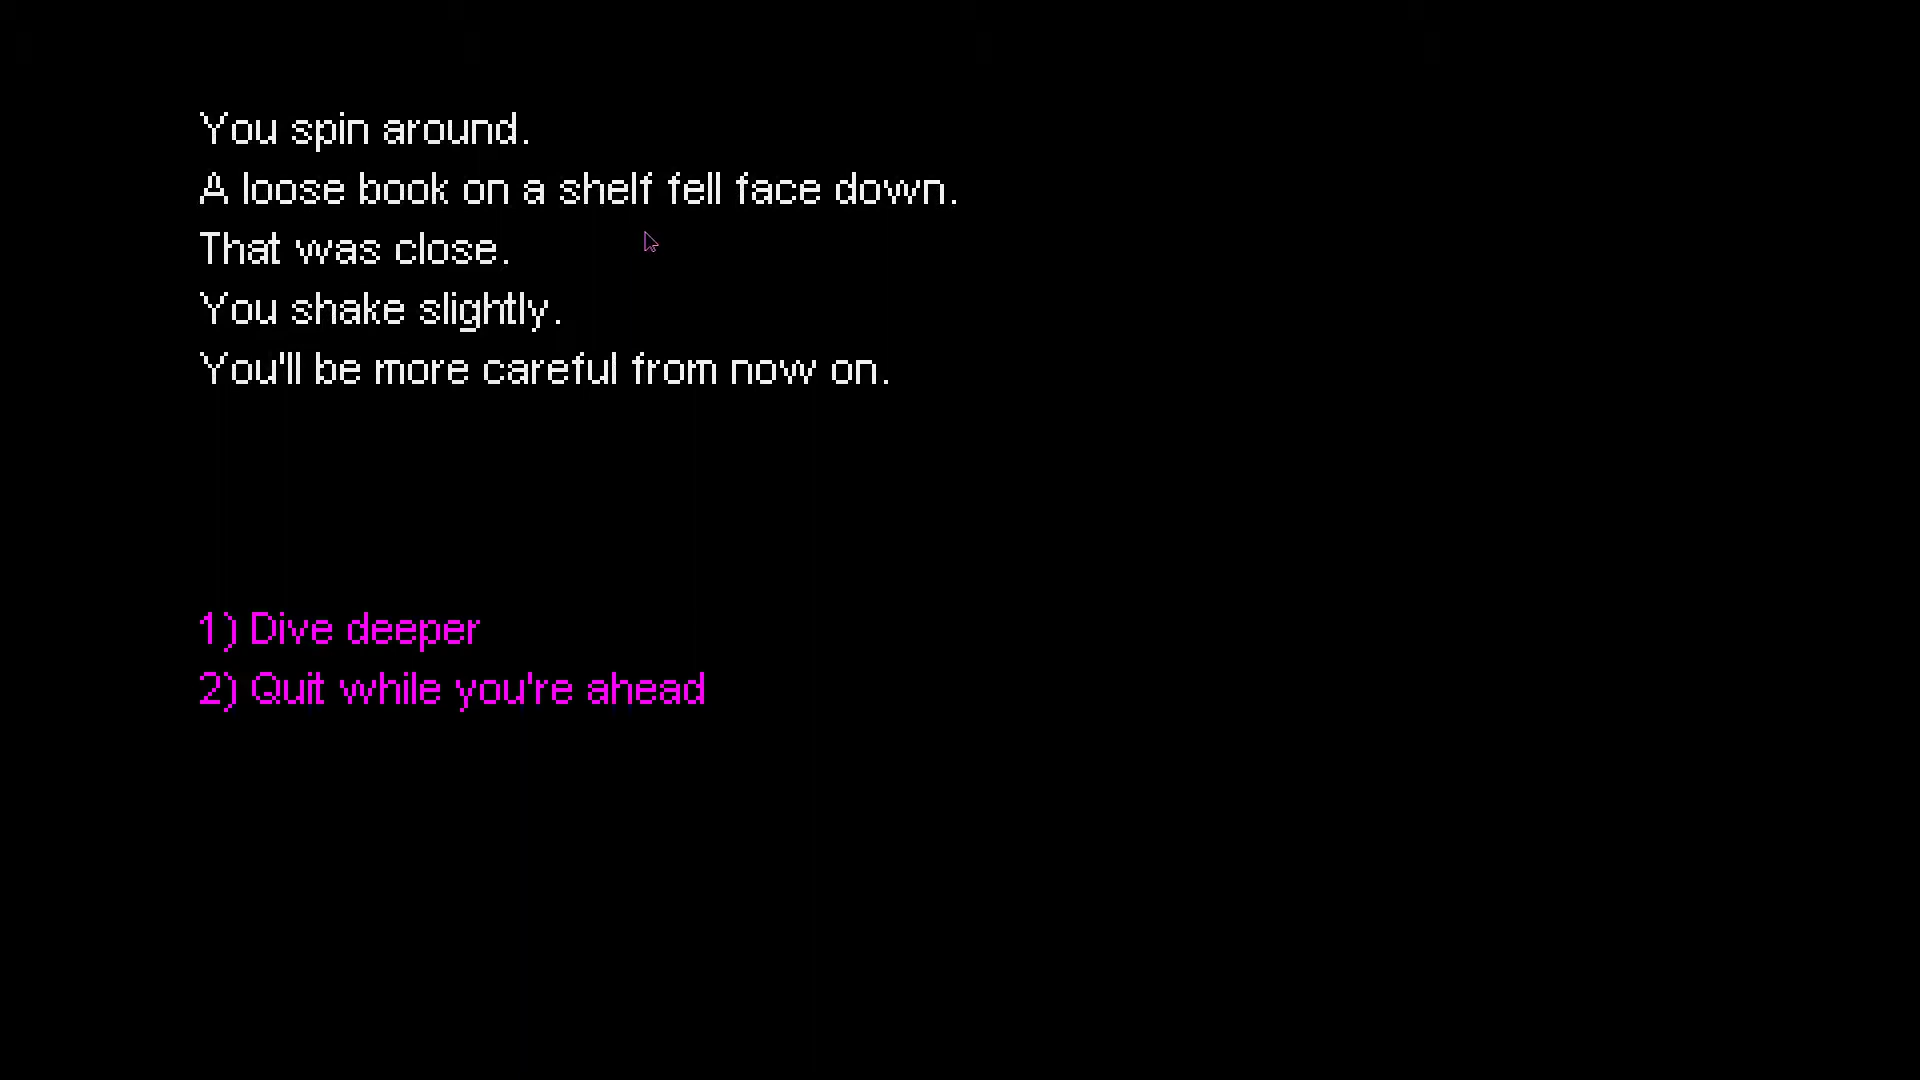 You spin around.
A loose book on a shelf fell face down.
That was close.
You shake slightly.
You'll be more careful from now on.
1) Dive deeper
2) Quit while you're ahead